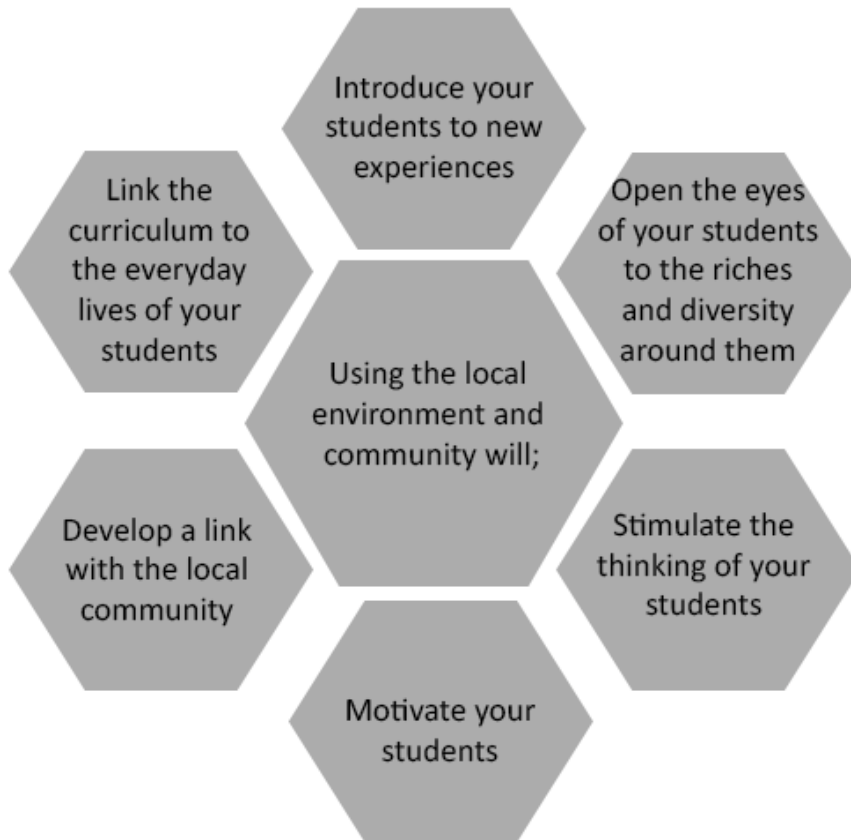 Introduce your
students to new
experiences
Open the eyes
of your students
to the riches
and diversity
around them
Stimulate the
thinking of your
students
Motivate your
students
Develop a link
with the local
community
Link the
curriculum to
the everyday
lives of your
students
Using the local
environment and
community will;